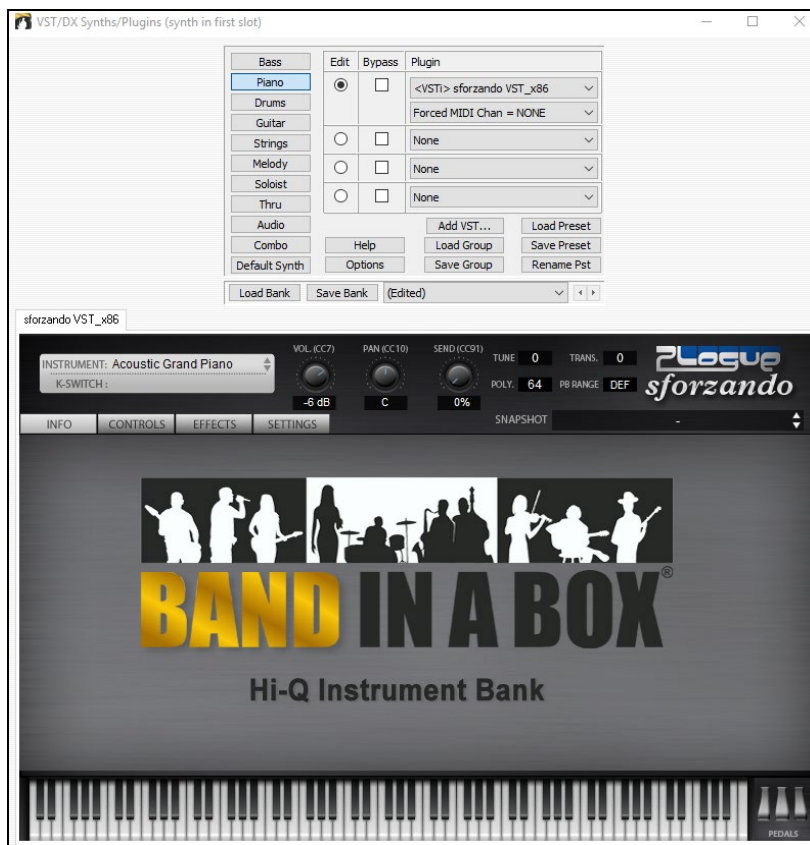 VST/DX Synths/Plugins (synth in first slot)
Bass
Edit
Bypass
Plugin
Piano
<VSTi> sforzando VST_x86
Drums
Forced MIDI Chan = NONE
Guitar
Strings
None
Melody
None
Soloist
None
Thru
Audio
Add VST...
Load Preset
Combo
Help
Load Group
Save Preset
Default Synth
Options
Save Group
Rename Pst
Load Bank
Save Bank
(Edited)
sforzando VST_x86
INSTRUMENT: Acoustic Grand Piano
K-SWITCH :
VOL. (CC7)
PAN (CC10)
SEND (CC91)
-6 dB
C
0%
TUNE 0
TRANS. 0
POLY. 64
PB RANGE DEF
Plogue
sforzando
INFO
CONTROLS
EFFECTS
SETTINGS
SNAPSHOT
-
BAND IN A BOX®
Hi-Q Instrument Bank
PEDALS